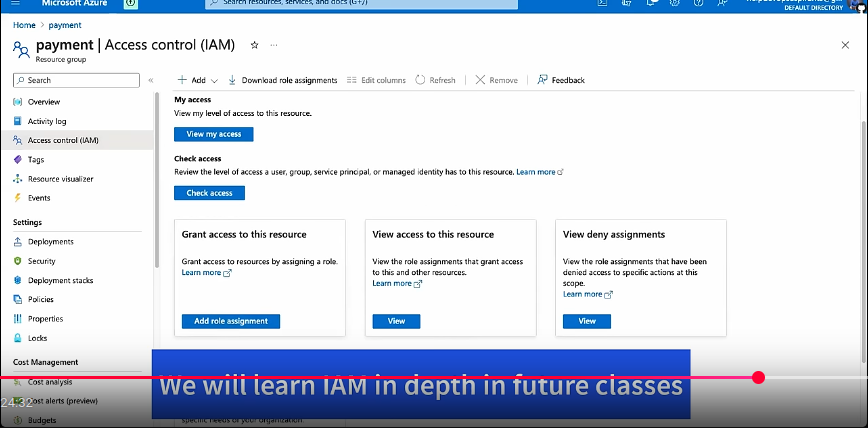 Microsoft Azure
Search resources, services, and docs (G+/)
DEFAULT DIRECTORY
Home > payment
payment | Access control (IAM)
Resource group
Search
Add
Download role assignments
Edit columns
Refresh
Remove
Feedback
Overview
Activity log
Access control (IAM)
Tags
Resource visualizer
Events
Settings
Deployments
Security
Deployment stacks
Policies
Properties
Locks
Cost Management
Cost analysis
Cost alerts (preview)
Budgets
My access
View my level of access to this resource.
View my access
Check access
Review the level of access a user, group, service principal, or managed identity has to this resource. Learn more
Check access
Grant access to this resource
Grant access to resources by assigning a role.
Learn more
Add role assignment
View access to this resource
View the role assignments that grant access
to this and other resources.
Learn more
View
View deny assignments
View the role assignments that have been
denied access to specific actions at this
scope.
Learn more
View
We will learn IAM in depth in future classes
24:32
specific needs of your organization.